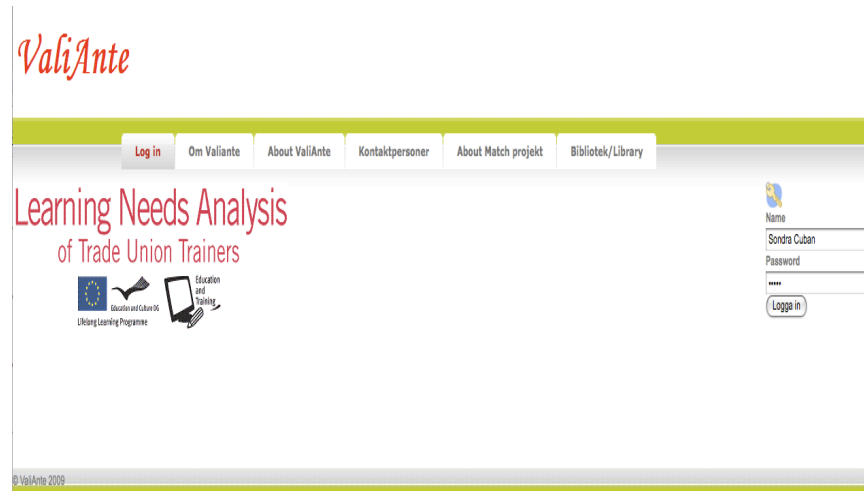 ValiAnte
Log in Om Valiante About ValiAnte Kontaktpersoner About Match projekt Bibliotek/Library
Learning Needs Analysis
of Trade Union Trainers
Education and Culture DG
Lifelong Learning Programme
Education
and
Training
Name
Sondra Cuban
Password
•••••
Logga in
© ValiAnte 2009